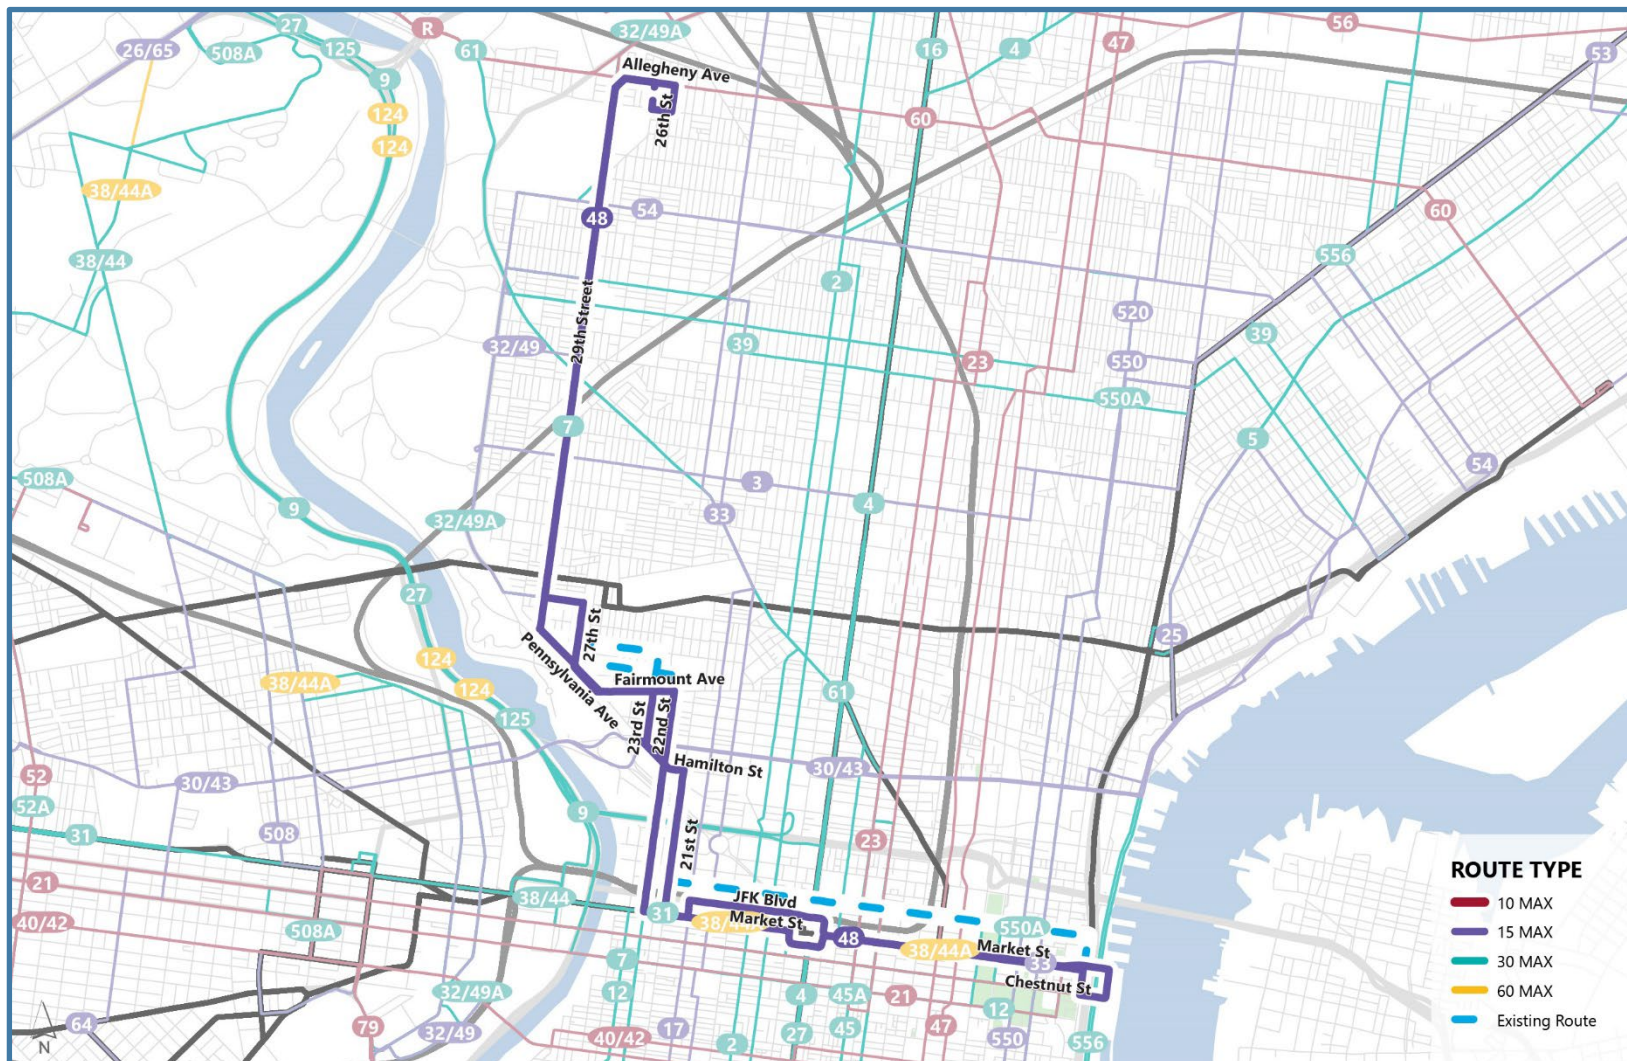 27
R
32/49A
56
26/65
508A
125
61
16
4
47
53
9
Allegheny Ave
124
26th St
60
124
38/44A
54
48
60
38/44
556
2
29th Street
520
39
32/49
39
23
550
550A
7
5
508A
3
54
9
32/49A
33
4
27
27th St
25
Pennsylvania Ave
124
38/44A
124
Fairmount Ave
61
125
23rd St
22nd St
Hamilton St
52
30/43
30/43
52A
9
31
508
23
21st St
21
38/44
JFK Blvd
31
Market St
38/44A
40/42
508A
48
38/44A
550A
Market St
7
33
Chestnut St
32/49A
12
4
45A
21
12
64
32/49
79
40/42
17
2
27
45
47
550
556
N
ROUTE TYPE
10 MAX
15 MAX
30 MAX
60 MAX
Existing Route